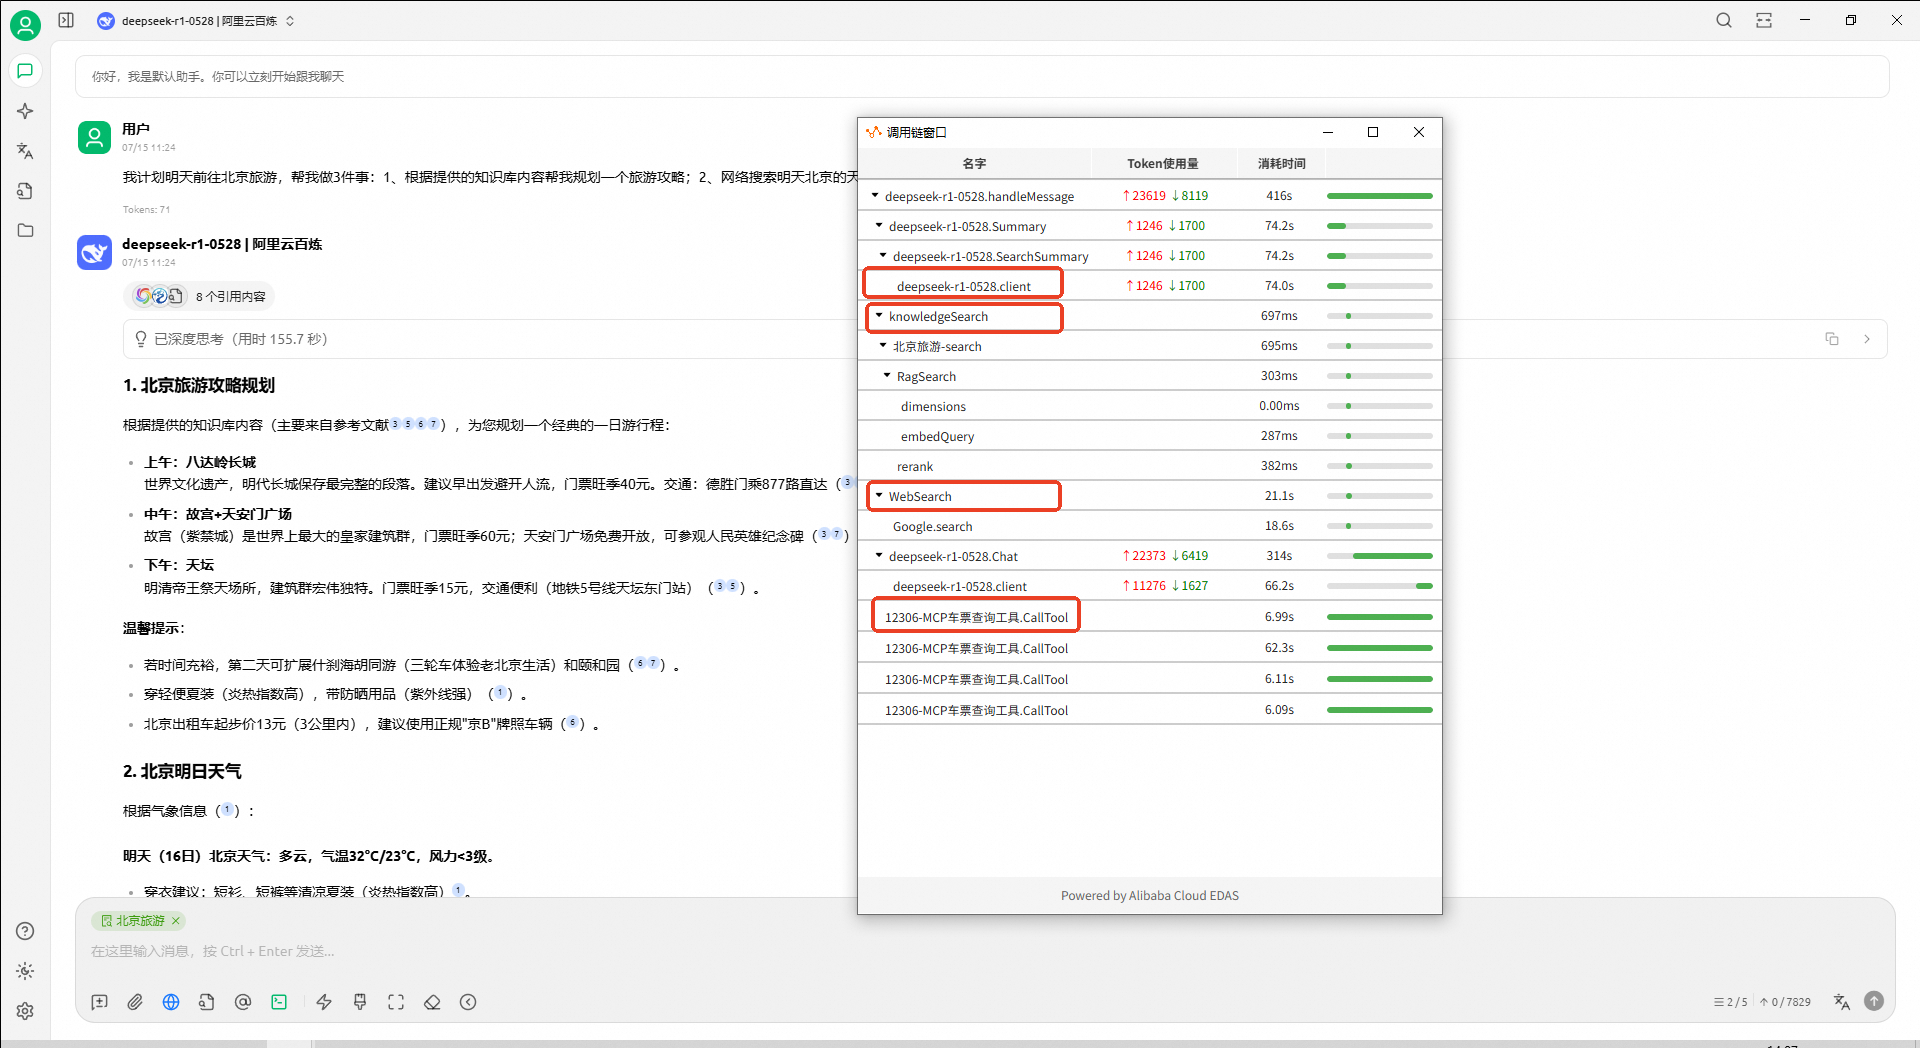 deepseek-r1-0528 | 阿里云百炼
你好，我是默认助手。你可以立刻开始跟我聊天
用户
07/15 11:24
我计划明天前往北京旅游，帮我做3件事：1、根据提供的知识库内容帮我规划一个旅游攻略；2、网络搜索明天北京的天
Tokens: 71
deepseek-r1-0528 | 阿里云百炼
07/15 11:24
8 个引用内容
已深度思考（用时 155.7 秒）
1. 北京旅游攻略规划
根据提供的知识库内容（主要来自参考文献 3 5 6 7），为您规划一个经典的一日游行程：
上午：八达岭长城
世界文化遗产，明代长城保存最完整的段落。建议早出发避开人流，门票旺季40元。交通：德胜门乘877路直达（3
中午：故宫+天安门广场
故宫（紫禁城）是世界上最大的皇家建筑群，门票旺季60元；天安门广场免费开放，可参观人民英雄纪念碑（3 7）
下午：天坛
明清帝王祭天场所，建筑群宏伟独特。门票旺季15元，交通便利（地铁5号线天坛东门站）（3 5）。
温馨提示：
若时间充裕，第二天可扩展什刹海胡同游（三轮车体验老北京生活）和颐和园（6 7）。
穿轻便夏装（炎热指数高），带防晒用品（紫外线强）（1）。
北京出租车起步价13元（3公里内），建议使用正规"京B"牌照车辆（6）。
2. 北京明日天气
根据气象信息（1）：
明天（16日）北京天气：多云，气温32℃/23℃，风力<3级。
穿衣建议：短衫、短裤等清凉夏装（炎热指数高）1。
北京旅游 ×
在这里输入消息，按 Ctrl + Enter 发送...
2 / 5 ↑ 0 / 7829
调用链窗口
名字 Token使用量 消耗时间
deepseek-r1-0528.handleMessage ↑23619 ↓8119 416s
deepseek-r1-0528.Summary ↑1246 ↓1700 74.2s
deepseek-r1-0528.SearchSummary ↑1246 ↓1700 74.2s
deepseek-r1-0528.client ↑1246 ↓1700 74.0s
knowledgeSearch 697ms
北京旅游-search 695ms
RagSearch 303ms
dimensions 0.00ms
embedQuery 287ms
rerank 382ms
WebSearch 21.1s
Google.search 18.6s
deepseek-r1-0528.Chat ↑22373 ↓6419 314s
deepseek-r1-0528.client ↑11276 ↓1627 66.2s
12306-MCP车票查询工具.CallTool 6.99s
12306-MCP车票查询工具.CallTool 62.3s
12306-MCP车票查询工具.CallTool 6.11s
12306-MCP车票查询工具.CallTool 6.09s
Powered by Alibaba Cloud EDAS